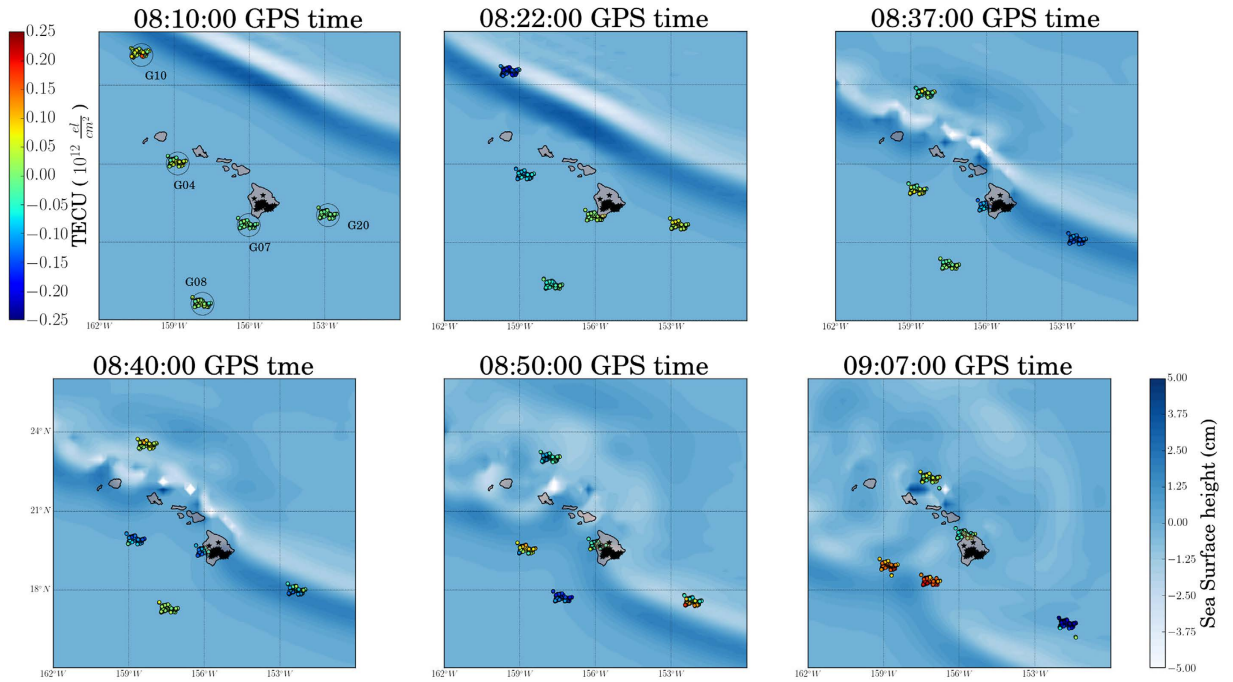 08:10:00 GPS time
08:22:00 GPS time
08:37:00 GPS time
0.25
0.20
0.15
0.10
0.05
0.00
−0.05
−0.10
−0.15
−0.20
−0.25
TECU ( 10^12 el/cm^2 )
G10
G04
G20
G07
G08
162°W 159°W 156°W 153°W
162°W 159°W 156°W 153°W
162°W 159°W 156°W 153°W
08:40:00 GPS tme
08:50:00 GPS time
09:07:00 GPS time
24°N
21°N
18°N
162°W 159°W 156°W 153°W
162°W 159°W 156°W 153°W
162°W 159°W 156°W 153°W
5.00
3.75
2.50
1.25
0.00
−1.25
−2.50
−3.75
−5.00
Sea Surface height (cm)